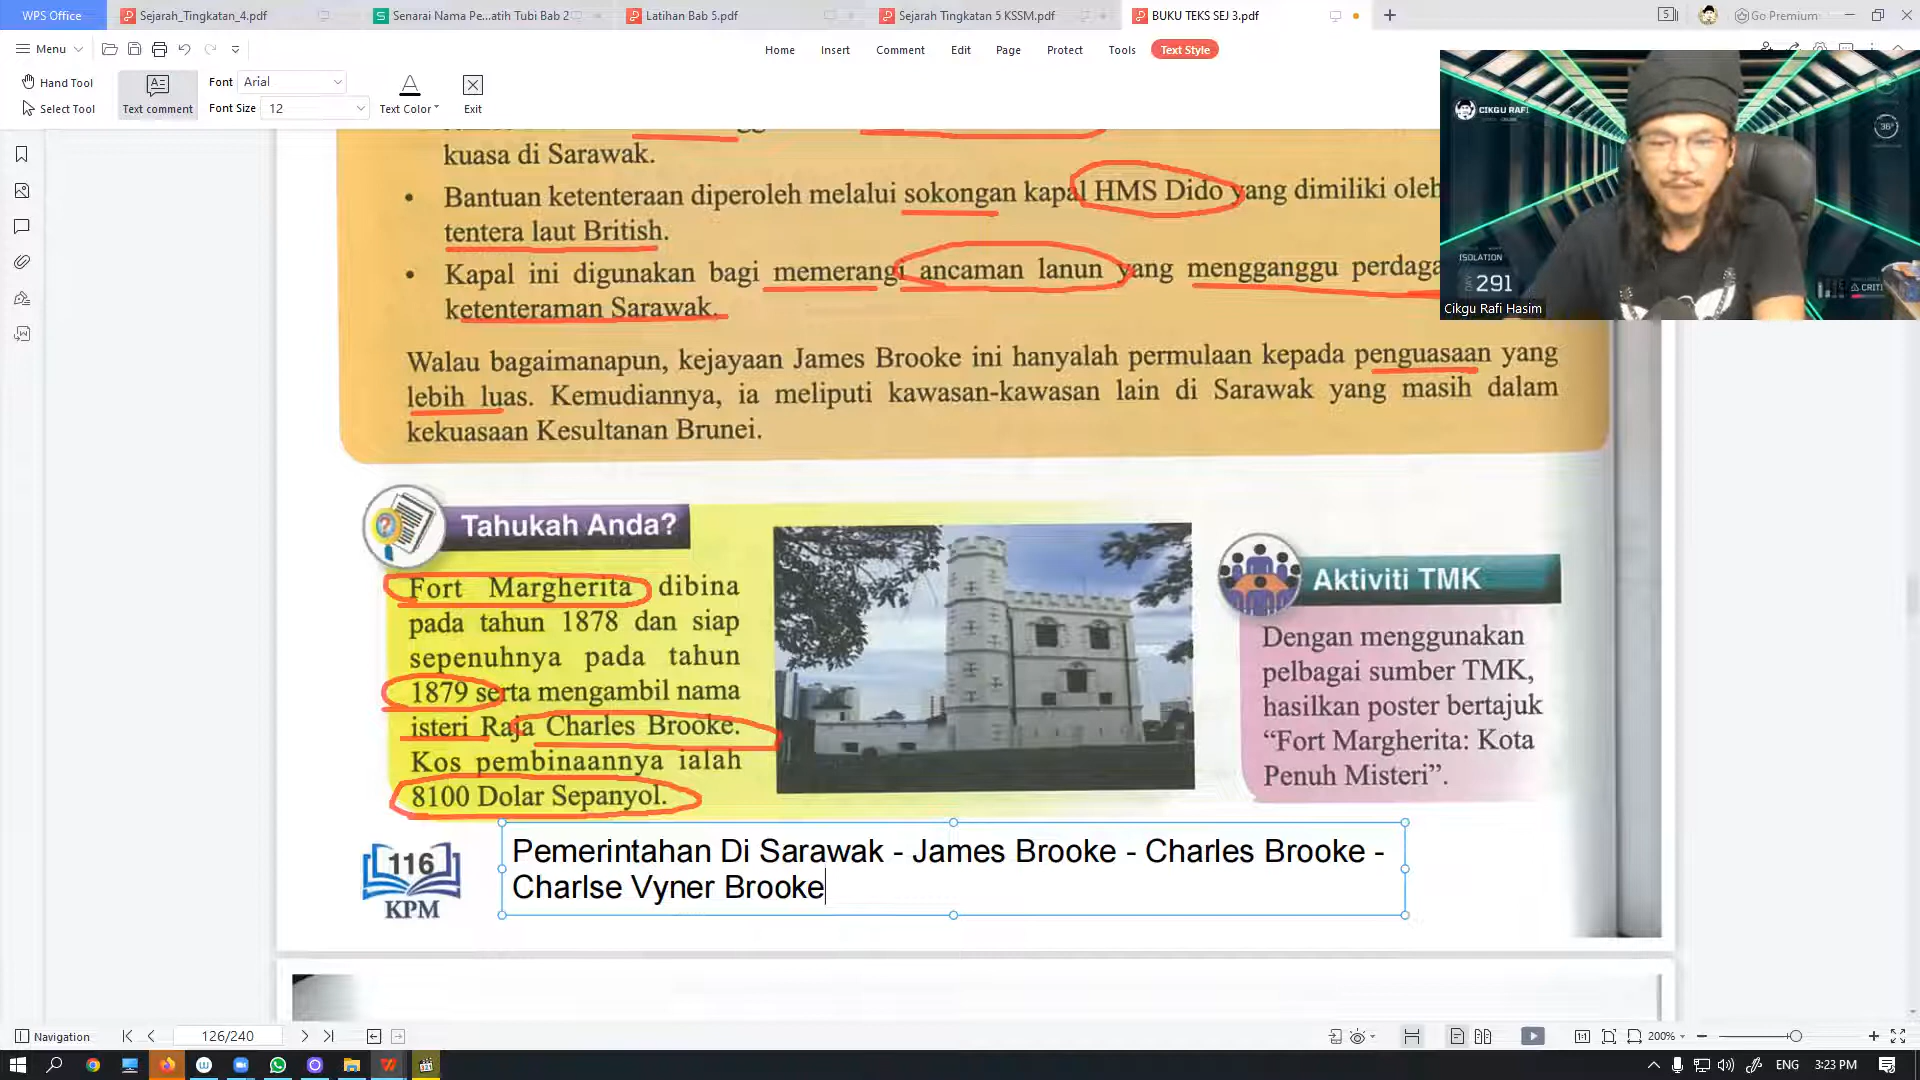 WPS Office
Sejarah_Tingkatan_4.pdf
Senarai Nama Pe...atih Tubi Bab 2
Latihan Bab 5.pdf
Sejarah Tingkatan 5 KSSM.pdf
BUKU TEKS SEJ 3.pdf
Go Premium
Menu
Home
Insert
Comment
Edit
Page
Protect
Tools
Text Style
Hand Tool
Select Tool
Text comment
Font Arial
Font Size 12
Text Color
Exit
kuasa di Sarawak.
• Bantuan ketenteraan diperoleh melalui sokongan kapal HMS Dido yang dimiliki oleh
tentera laut British.
• Kapal ini digunakan bagi memerangi ancaman lanun yang mengganggu perdaga
ketenteraman Sarawak.
Walau bagaimanapun, kejayaan James Brooke ini hanyalah permulaan kepada penguasaan yang
lebih luas. Kemudiannya, ia meliputi kawasan-kawasan lain di Sarawak yang masih dalam
kekuasaan Kesultanan Brunei.
CIKGU RAFI
36°
ISOLATION
DAY 291
CRITI
Cikgu Rafi Hasim
Tahukah Anda?
Fort Margherita dibina
pada tahun 1878 dan siap
sepenuhnya pada tahun
1879 serta mengambil nama
isteri Raja Charles Brooke.
Kos pembinaannya ialah
8100 Dolar Sepanyol.
Aktiviti TMK
Dengan menggunakan
pelbagai sumber TMK,
hasilkan poster bertajuk
“Fort Margherita: Kota
Penuh Misteri”.
116
KPM
Pemerintahan Di Sarawak - James Brooke - Charles Brooke -
Charlse Vyner Brooke
Navigation
126/240
200%
ENG
3:23 PM